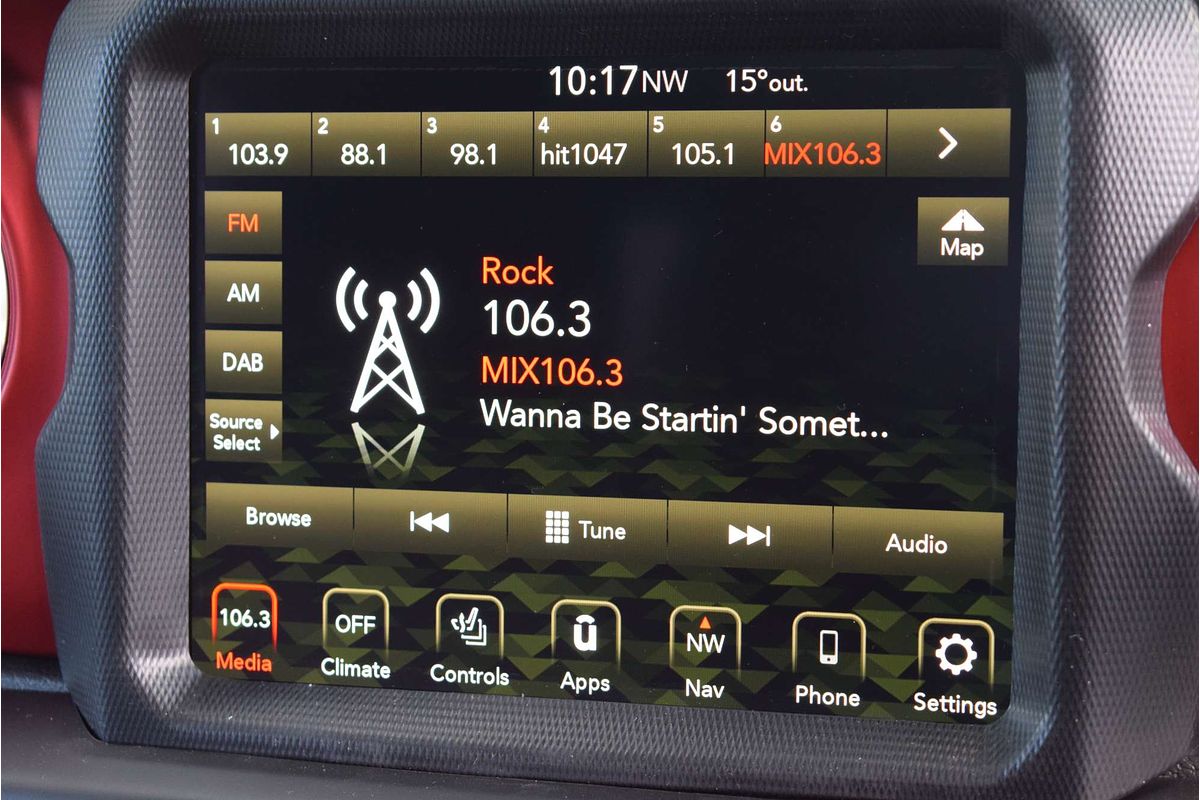 10:17 NW 15° out.
1 2 3 4 5 6
103.9 88.1 98.1 hit1047 105.1 MIX106.3
FM
Map
AM
Rock
106.3
DAB
MIX106.3
Source
Select
Wanna Be Startin' Somet...
Browse Tune Audio
106.3 OFF û NW
Media Climate Controls Apps Nav Phone Settings